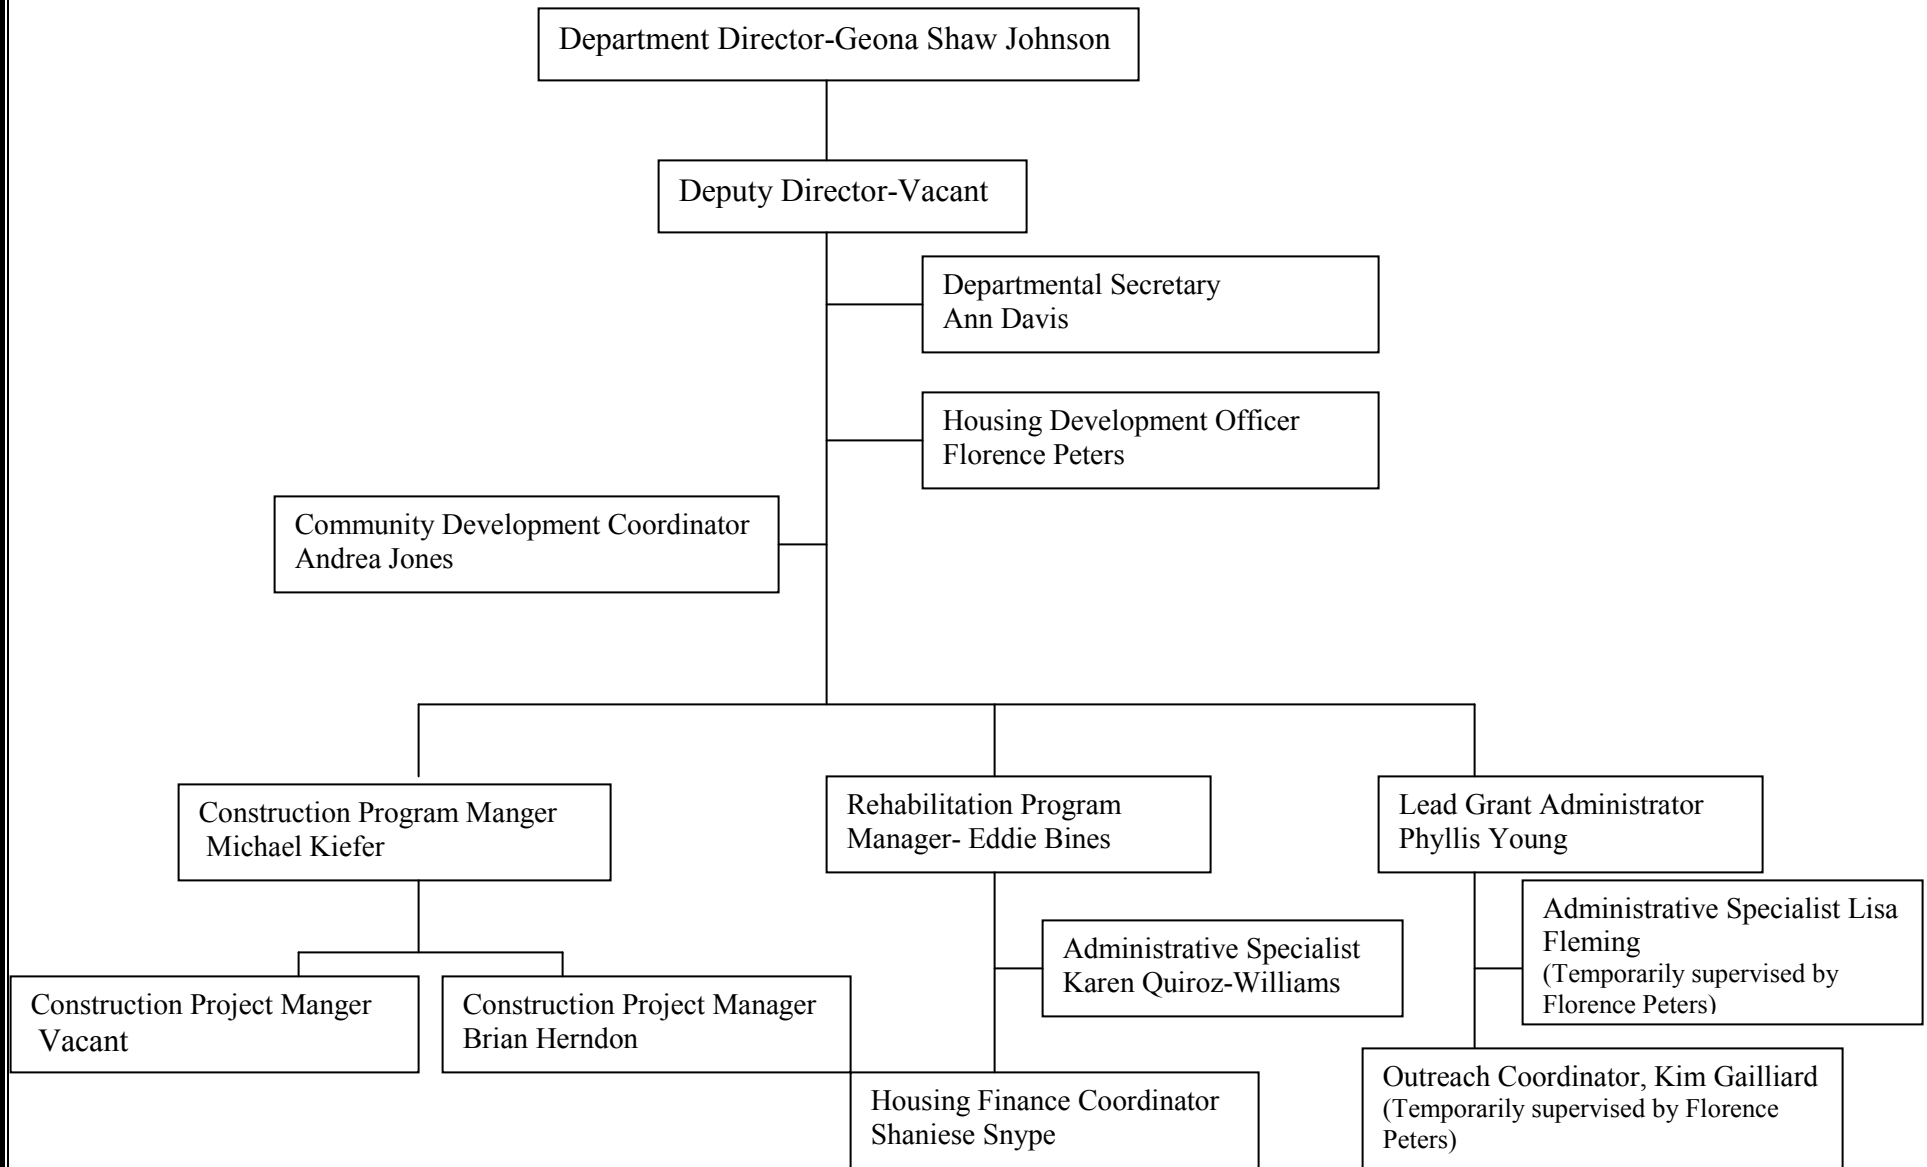 Department Director-Geona Shaw Johnson
Deputy Director-Vacant
Departmental Secretary
Ann Davis
Housing Development Officer
Florence Peters
Community Development Coordinator
Andrea Jones
Construction Program Manger
Michael Kiefer
Rehabilitation Program
Manager- Eddie Bines
Lead Grant Administrator
Phyllis Young
Administrative Specialist Lisa
Fleming
(Temporarily supervised by
Florence Peters)
Administrative Specialist
Karen Quiroz-Williams
Construction Project Manger
Vacant
Construction Project Manager
Brian Herndon
Housing Finance Coordinator
Shaniese Snype
Outreach Coordinator, Kim Gailliard
(Temporarily supervised by Florence
Peters)